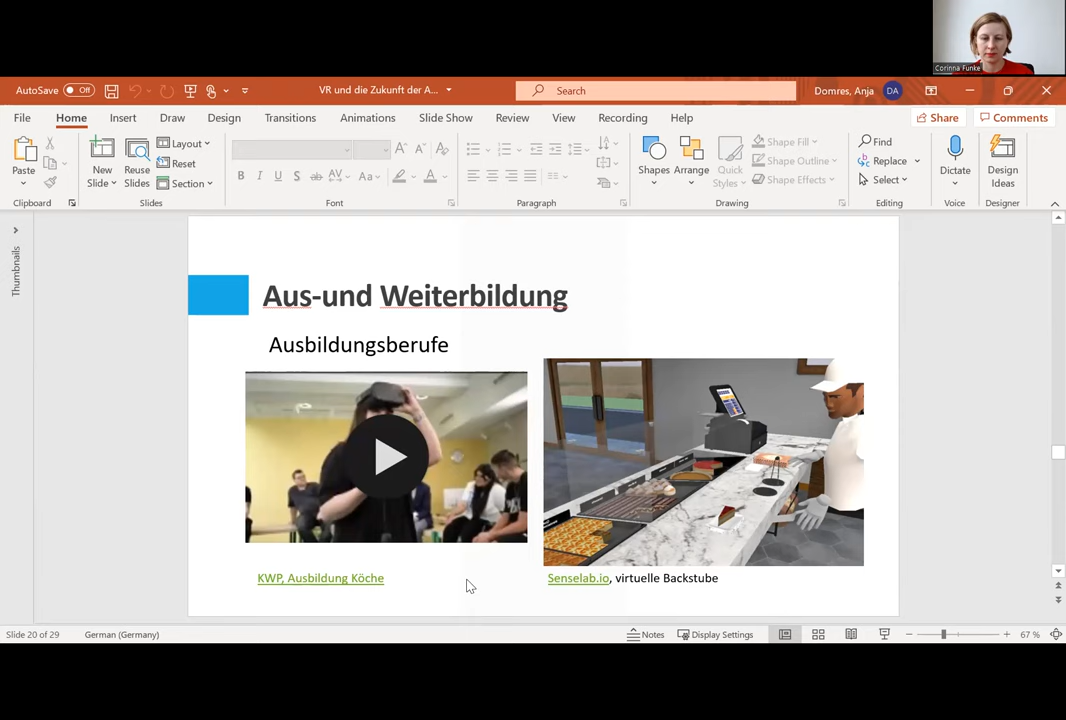 Corinna Funke
AutoSave Off
VR und die Zukunft der A...
Search
Domres, Anja DA
File Home Insert Draw Design Transitions Animations Slide Show Review View Recording Help
Share Comments
Paste
New Slide
Reuse Slides
Layout
Reset
Section
B I U S ab AV Aa A
Shapes Arrange Quick Styles
Shape Fill
Shape Outline
Shape Effects
Find
Replace
Select
Dictate
Design Ideas
Clipboard Slides Font Paragraph Drawing Editing Voice Designer
Thumbnails
Aus-und Weiterbildung
Ausbildungsberufe
KWP, Ausbildung Köche
Senselab.io, virtuelle Backstube
Slide 20 of 29 German (Germany) Notes Display Settings 67 %